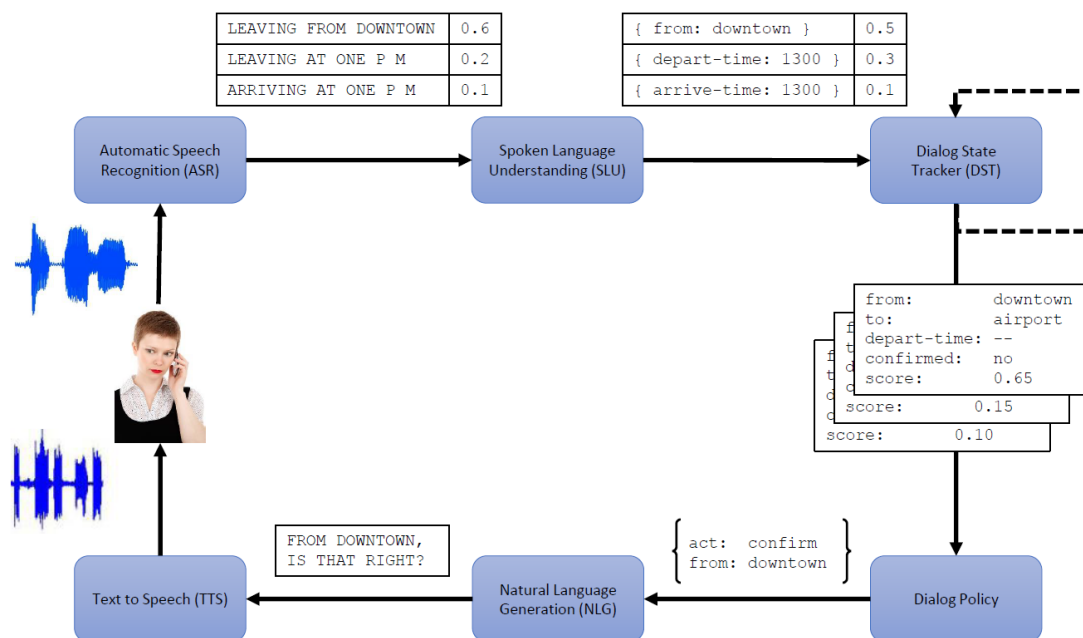 LEAVING FROM DOWNTOWN 0.6
LEAVING AT ONE P M 0.2
ARRIVING AT ONE P M 0.1
{ from: downtown } 0.5
{ depart-time: 1300 } 0.3
{ arrive-time: 1300 } 0.1
Automatic Speech
Recognition (ASR)
Spoken Language
Understanding (SLU)
Dialog State
Tracker (DST)
from: downtown
to: airport
depart-time: --
confirmed: no
score: 0.65
score: 0.15
score: 0.10
act: confirm
from: downtown
FROM DOWNTOWN,
IS THAT RIGHT?
Text to Speech (TTS)
Natural Language
Generation (NLG)
Dialog Policy